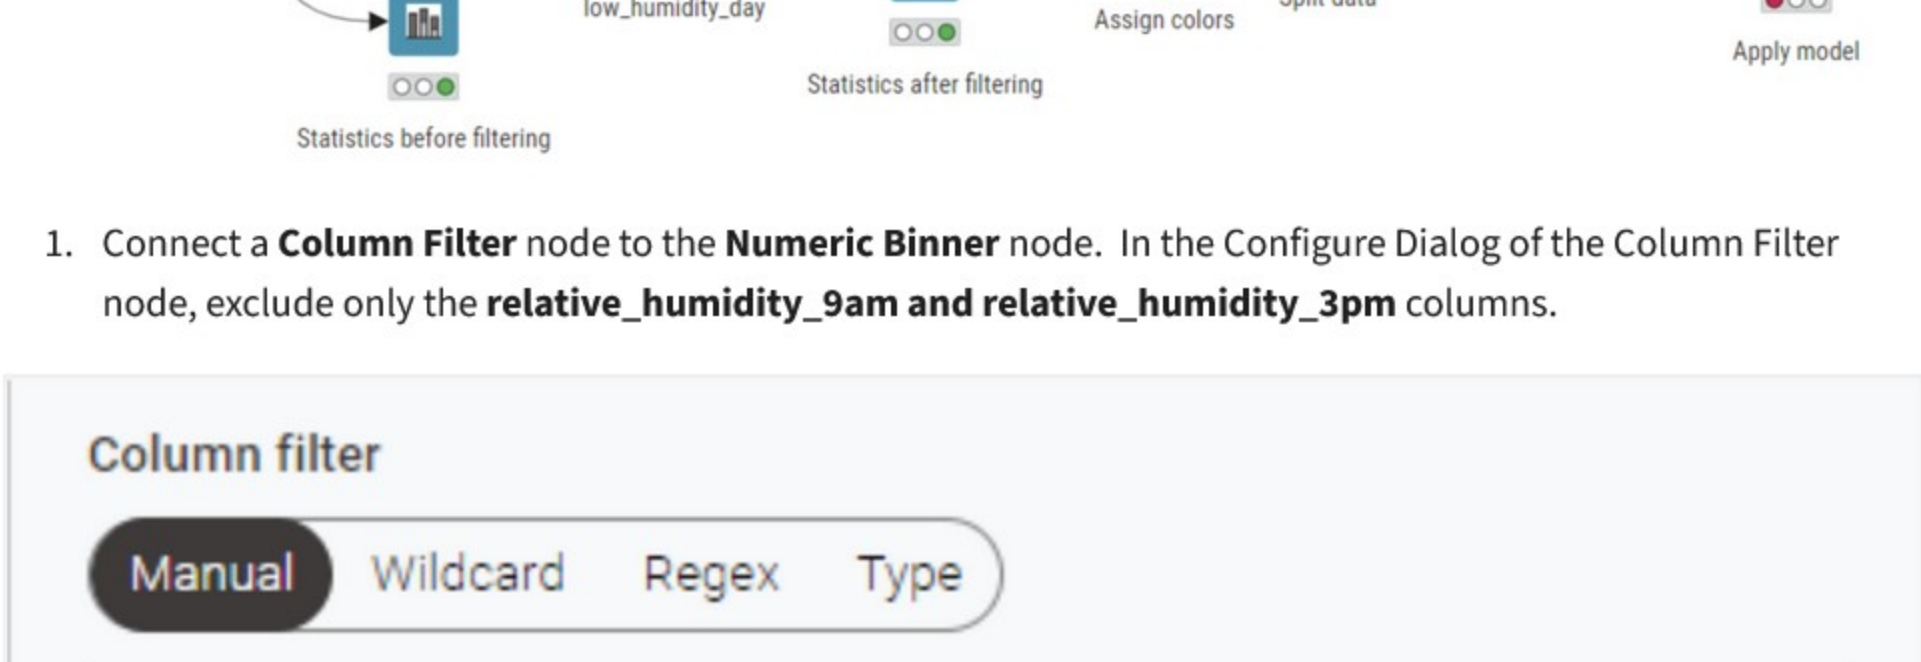 low_humidity_day
Split data
Assign colors
Apply model
Statistics after filtering
Statistics before filtering
1. Connect a Column Filter node to the Numeric Binner node. In the Configure Dialog of the Column Filter
node, exclude only the relative_humidity_9am and relative_humidity_3pm columns.
Column filter
Manual Wildcard Regex Type